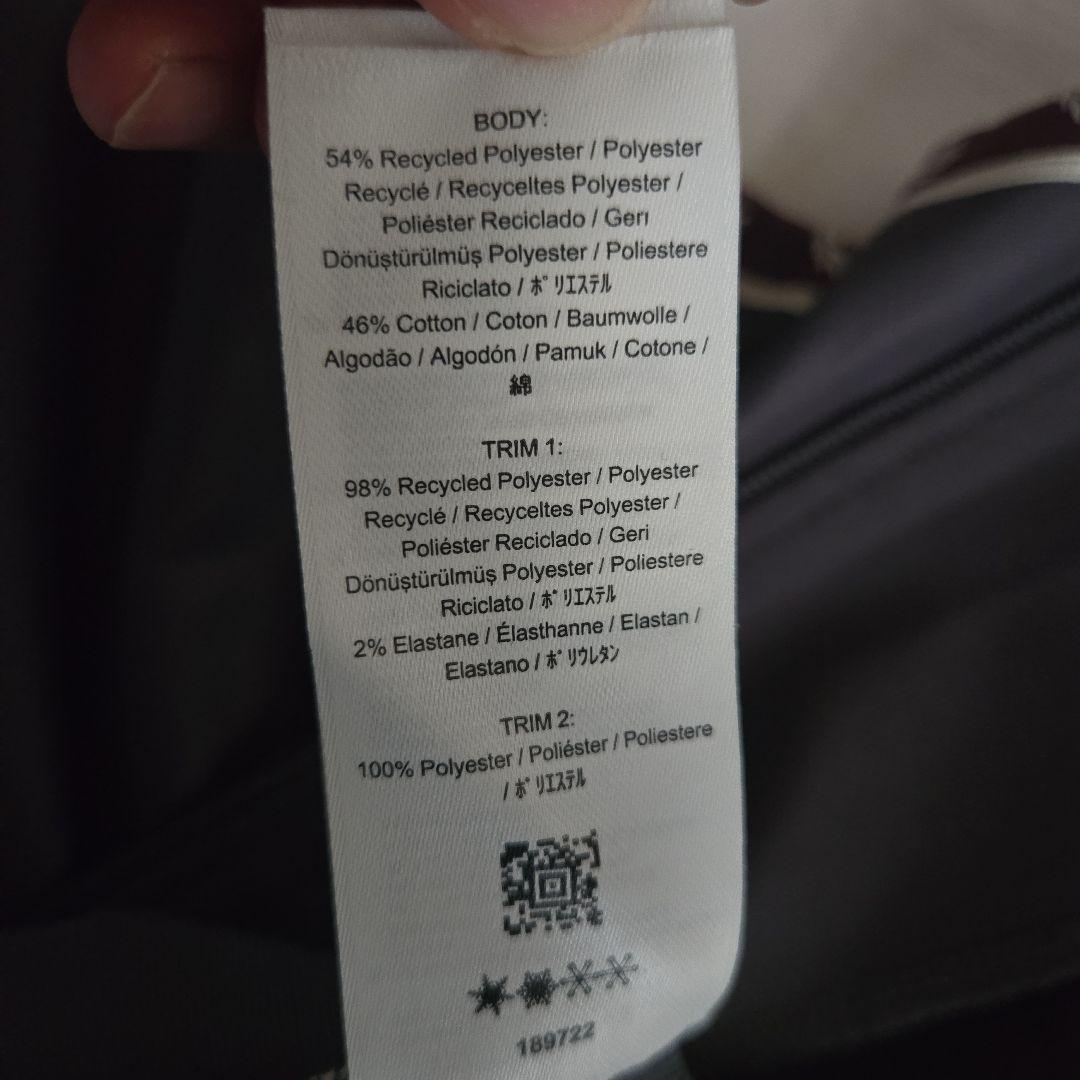 BODY:
54% Recycled Polyester / Polyester
Recyclé / Recyceltes Polyester /
Poliéster Reciclado / Geri
Dönüştürülmüş Polyester / Poliestere
Riciclato / ポリエステル
46% Cotton / Coton / Baumwolle /
Algodão / Algodón / Pamuk / Cotone /
綿
TRIM 1:
98% Recycled Polyester / Polyester
Recyclé / Recyceltes Polyester /
Poliéster Reciclado / Geri
Dönüştürülmüş Polyester / Poliestere
Riciclato / ポリエステル
2% Elastane / Élasthanne / Elastan /
Elastano / ポリウレタン
TRIM 2:
100% Polyester / Poliéster / Poliestere
/ ポリエステル
189722